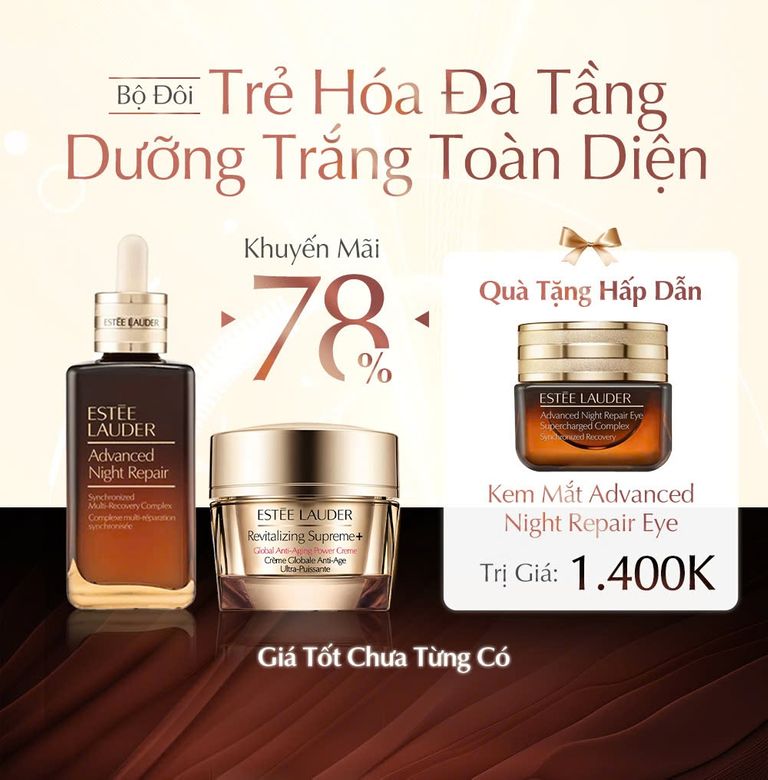 Bộ Đôi Trẻ Hóa Đa Tầng
Dưỡng Trắng Toàn Diện
Khuyến Mãi
78%
ESTĒE LAUDER
ESTĒE
LAUDER
Advanced
Night Repair
Synchronized
Multi-Recovery Complex
Complexe multi-réparation
synchronisée
ESTĒE LAUDER
Revitalizing Supreme+
Global Anti-Aging Power Creme
Crème Globale Anti-Age
Ultra-Puissante
Quà Tặng Hấp Dẫn
ESTĒE LAUDER
Advanced Night Repair Eye
Supercharged Complex
Synchronized Recovery
Kem Mắt Advanced
Night Repair Eye
Trị Giá: 1.400K
Giá Tốt Chưa Từng Có